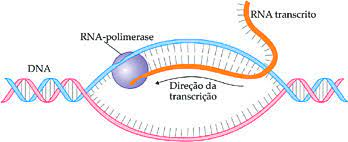 RNA transcrito
RNA-polimerase
DNA
Direção da
transcrição